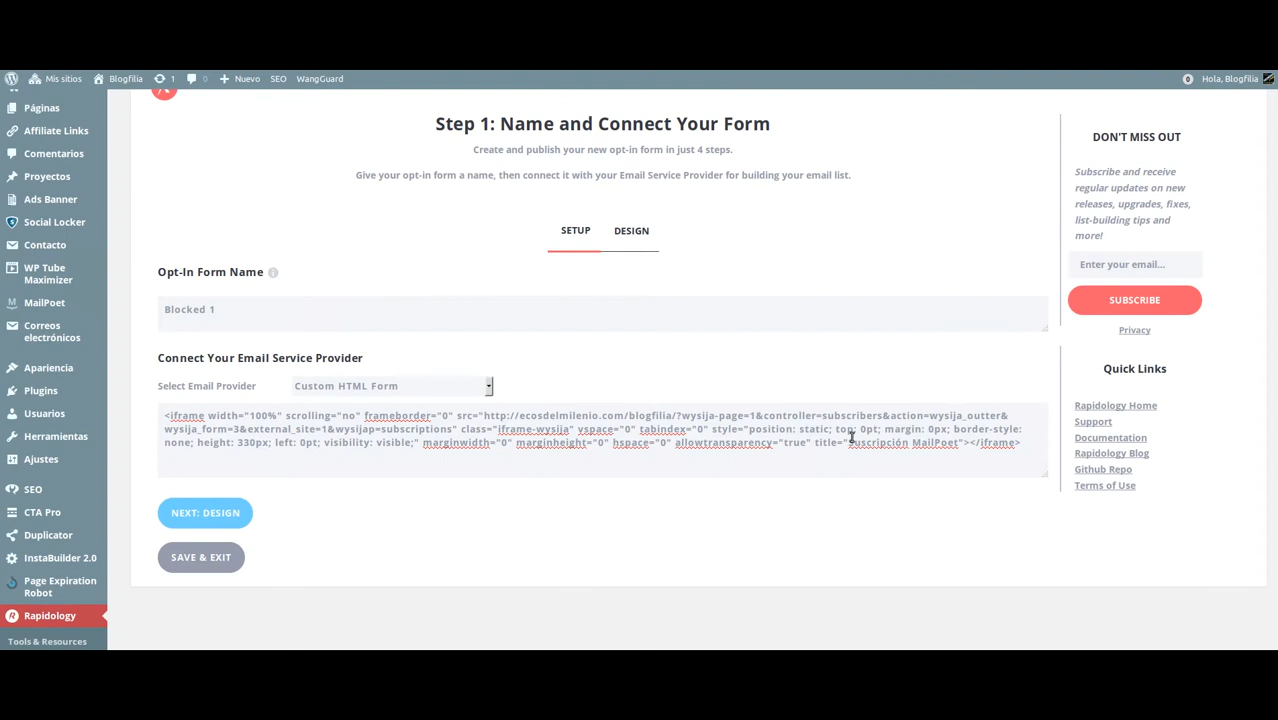 Mis sitios
Blogfilia
1
0
Nuevo
SEO
WangGuard
0
Hola, Blogfilia
Páginas
Affiliate Links
Comentarios
Proyectos
Ads Banner
Social Locker
Contacto
WP Tube
Maximizer
MailPoet
Correos
electrónicos
Apariencia
Plugins
Usuarios
Herramientas
Ajustes
SEO
CTA Pro
Duplicator
InstaBuilder 2.0
Page Expiration
Robot
Rapidology
Tools & Resources
Step 1: Name and Connect Your Form
Create and publish your new opt-in form in just 4 steps.
Give your opt-in form a name, then connect it with your Email Service Provider for building your email list.
SETUP
DESIGN
Opt-In Form Name
Blocked 1
Connect Your Email Service Provider
Select Email Provider
Custom HTML Form
<iframe width="100%" scrolling="no" frameborder="0" src="http://ecosdelmilenio.com/blogfilia/?wysija-page=1&controller=subscribers&action=wysija_outter&
wysija_form=3&external_site=1&wysijap=subscriptions" class="iframe-wysija" vspace="0" tabindex="0" style="position: static; top: 0pt; margin: 0px; border-style:
none; height: 330px; left: 0pt; visibility: visible;" marginwidth="0" marginheight="0" hspace="0" allowtransparency="true" title="Suscripción MailPoet"></iframe>
NEXT: DESIGN
SAVE & EXIT
DON'T MISS OUT
Subscribe and receive
regular updates on new
releases, upgrades, fixes,
list-building tips and
more!
Enter your email...
SUBSCRIBE
Privacy
Quick Links
Rapidology Home
Support
Documentation
Rapidology Blog
Github Repo
Terms of Use